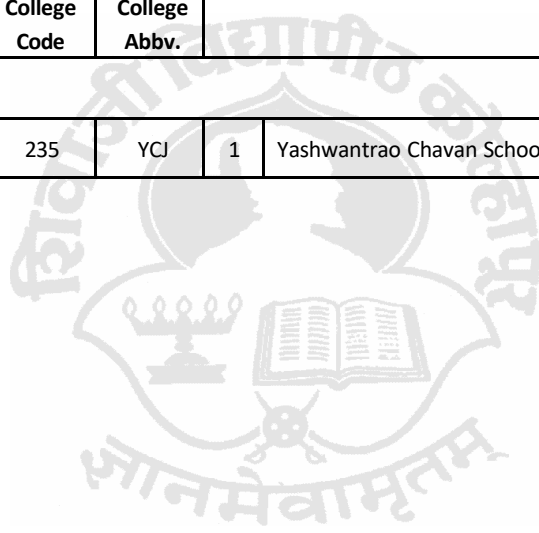 College College
Code Abbv.
235 YCJ 1 Yashwantrao Chavan Schoo
शिवाजी विद्यापीठ कोल्हापूर
ज्ञानमेवामृतम्